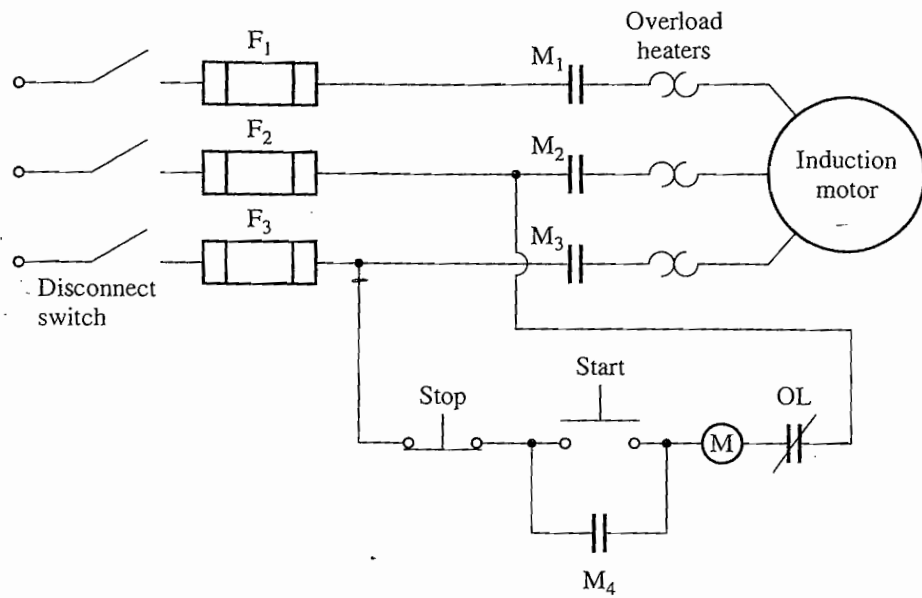 F1
M1
Overload
heaters
F2
M2
Induction
motor
F3
M3
Disconnect
switch
Stop
Start
OL
M
M4